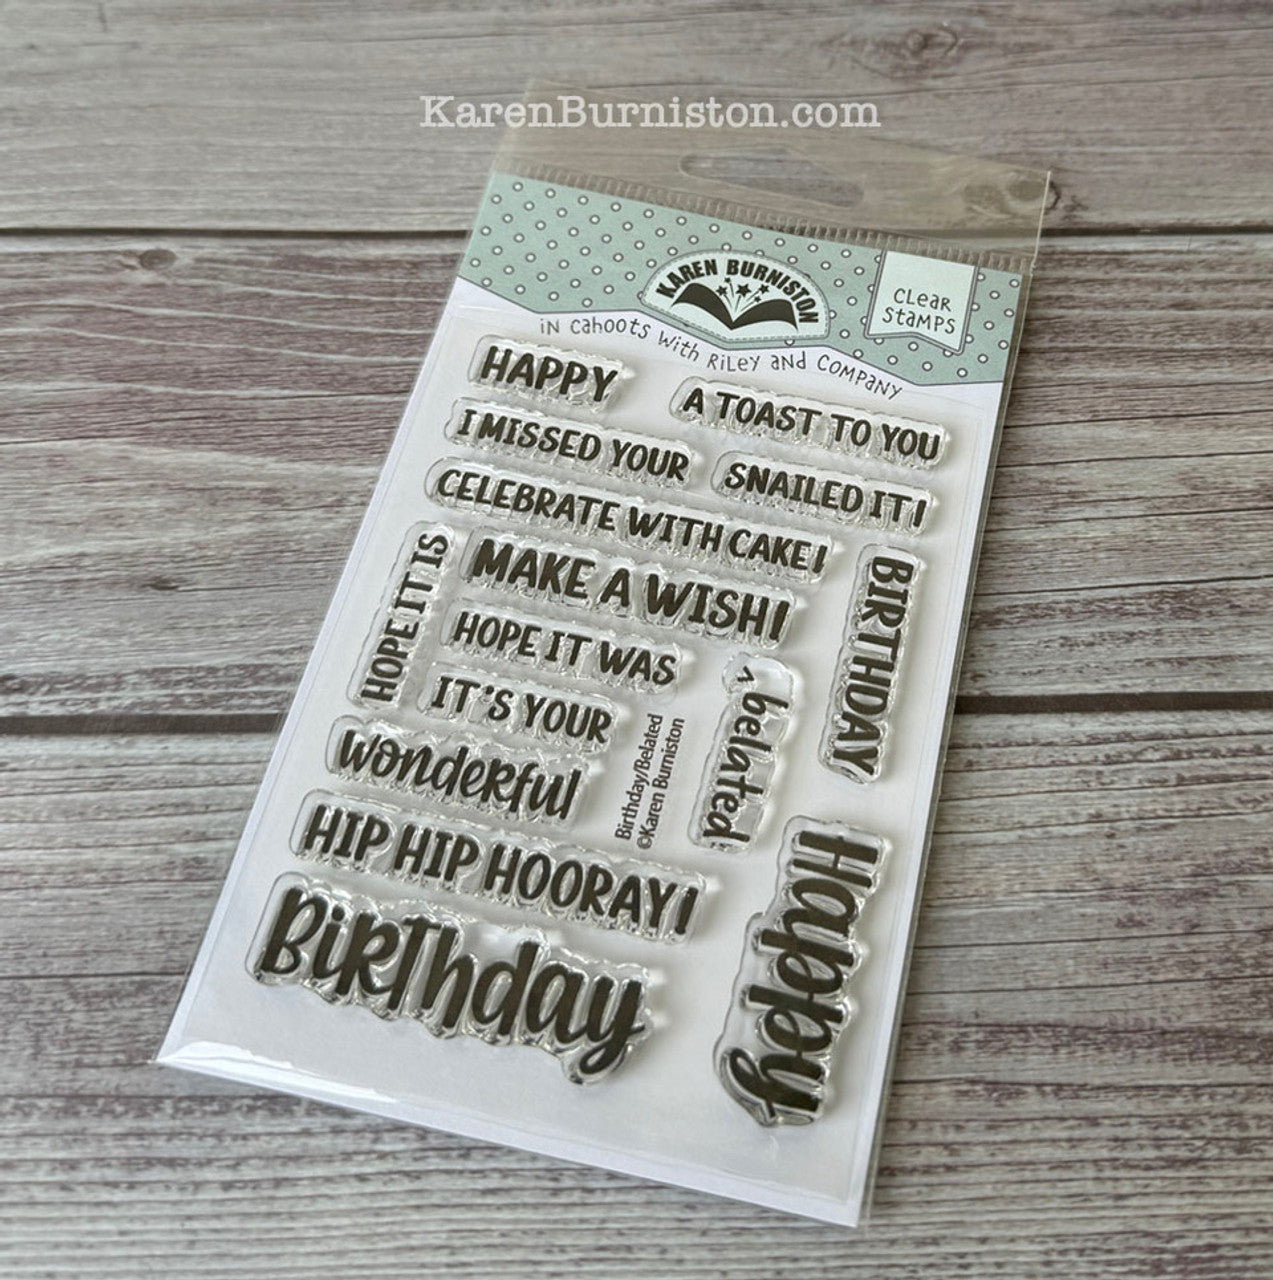 KarenBurniston.com
KAREN BURNISTON
CLeaR
StaMPS
iN CaHootS WitH RiLey aNd COMPaNY
HAPPY
A TOAST TO YOU
I MISSED YOUR
SNAILED IT!
CELEBRATE WITH CAKE!
HOPE IT IS
MAKE A WISH!
BIRTHDAY
HOPE IT WAS
^ belated
IT'S YOUR
Birthday/Belated
©Karen Burniston
wonderful
HIP HIP HOORAY!
Happy
Birthday